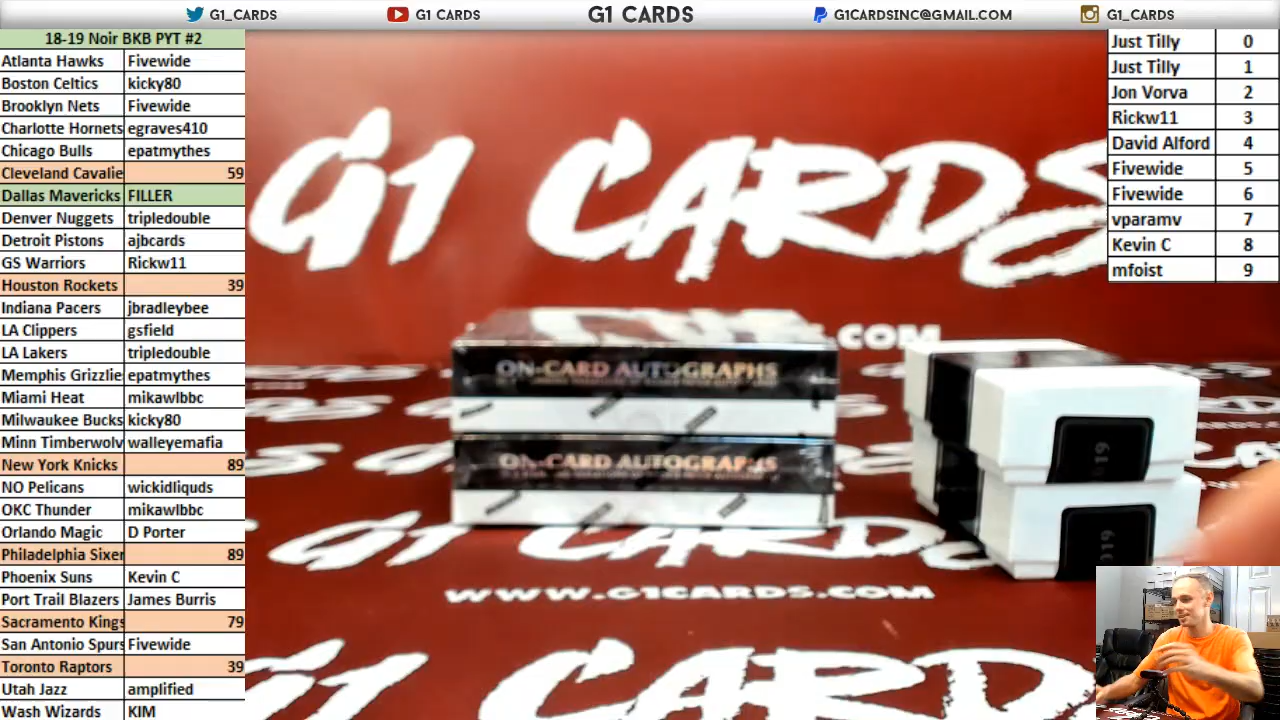 G1_CARDS
G1 CARDS
G1 CARDS
G1CARDSINC@GMAIL.COM
G1_CARDS
18-19 Noir BKB PYT #2
Atlanta Hawks Fivewide
Boston Celtics kicky80
Brooklyn Nets Fivewide
Charlotte Hornets egraves410
Chicago Bulls epatmythes
Cleveland Cavalie 59
Dallas Mavericks FILLER
Denver Nuggets tripledouble
Detroit Pistons ajbcards
GS Warriors Rickw11
Houston Rockets 39
Indiana Pacers jbradleybee
LA Clippers gsfield
LA Lakers tripledouble
Memphis Grizzlie epatmythes
Miami Heat mikawlbbc
Milwaukee Bucks kicky80
Minn Timberwolv walleyemafia
New York Knicks 89
NO Pelicans wickidliquds
OKC Thunder mikawlbbc
Orlando Magic D Porter
Philadelphia Sixer 89
Phoenix Suns Kevin C
Port Trail Blazers James Burris
Sacramento Kings 79
San Antonio Spurs Fivewide
Toronto Raptors 39
Utah Jazz amplified
Wash Wizards KIM
Just Tilly 0
Just Tilly 1
Jon Vorva 2
Rickw11 3
David Alford 4
Fivewide 5
Fivewide 6
vparamv 7
Kevin C 8
mfoist 9
G1 CARDS
.COM
ON-CARD AUTOGRAPHS
ON-CARD AUTOGRAPHS
G1 CARDS
WWW.G1CARDS.COM
G1 CARDS